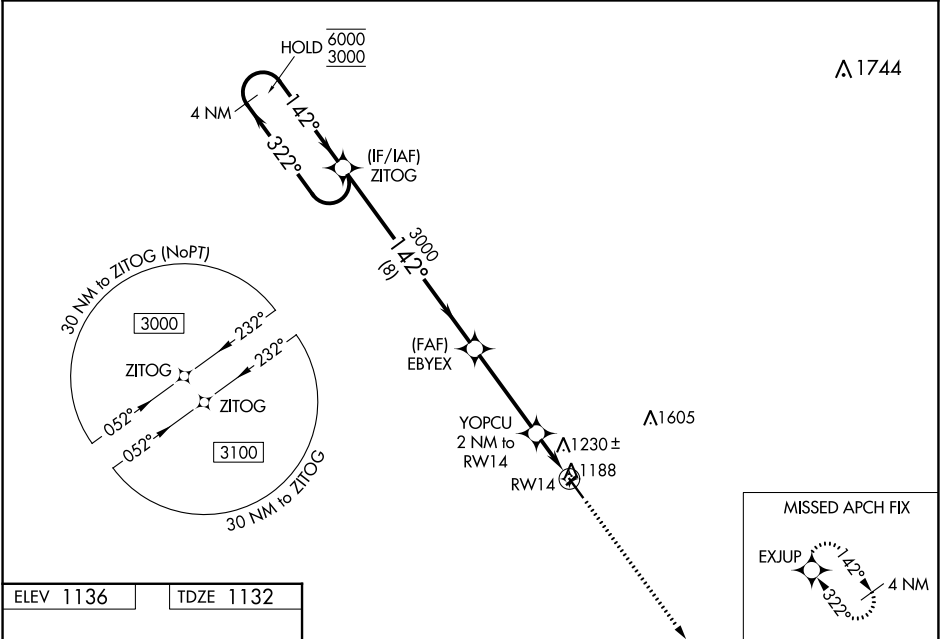 HOLD 6000
3000
1744
4 NM
142°
322°
(IF/IAF)
ZITOG
3000
142°
(8)
30 NM to ZITOG (NoPT)
3000
232°
232°
ZITOG
ZITOG
052°
052°
3100
30 NM to ZITOG
(FAF)
EBYEX
YOPCU
2 NM to
RW14
1605
1230 ±
1188
RW14
MISSED APCH FIX
EXJUP
142°
4 NM
322°
ELEV 1136
TDZE 1132